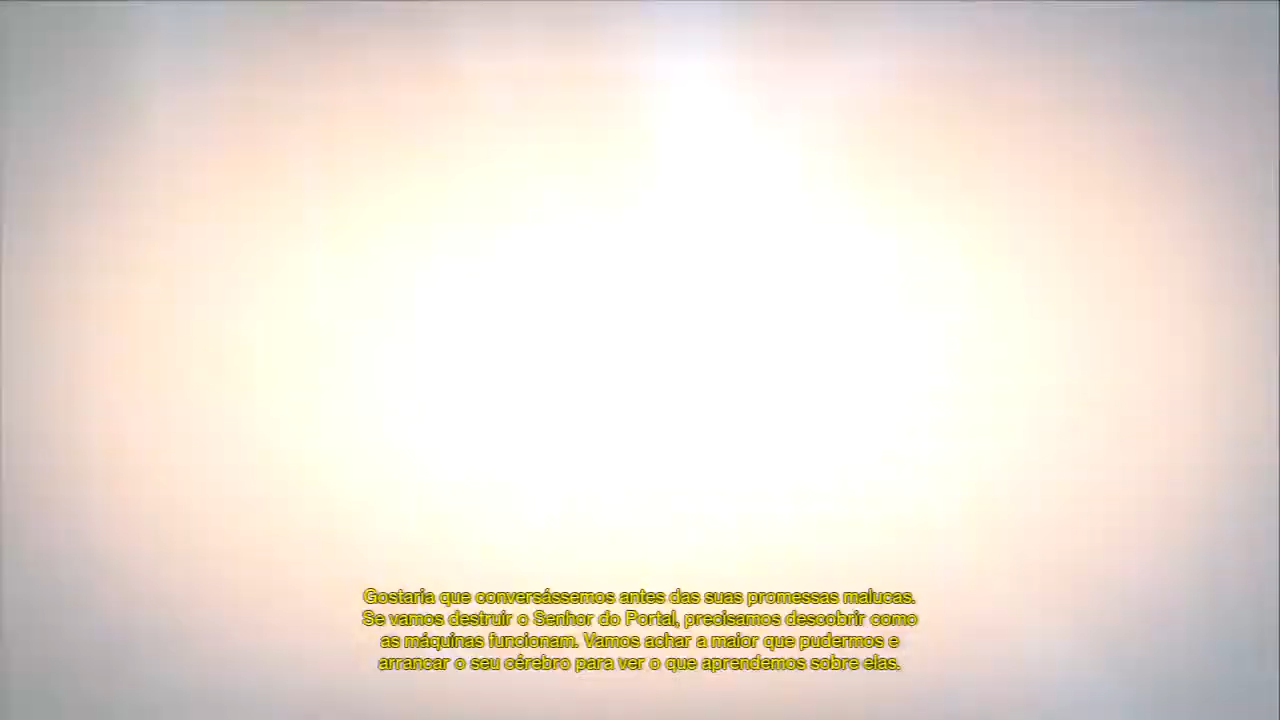 Gostaria que conversássemos antes das suas promessas malucas.
Se vamos destruir o Senhor do Portal, precisamos descobrir como
as máquinas funcionam. Vamos achar a maior que pudermos e
arrancar o seu cérebro para ver o que aprendemos sobre elas.